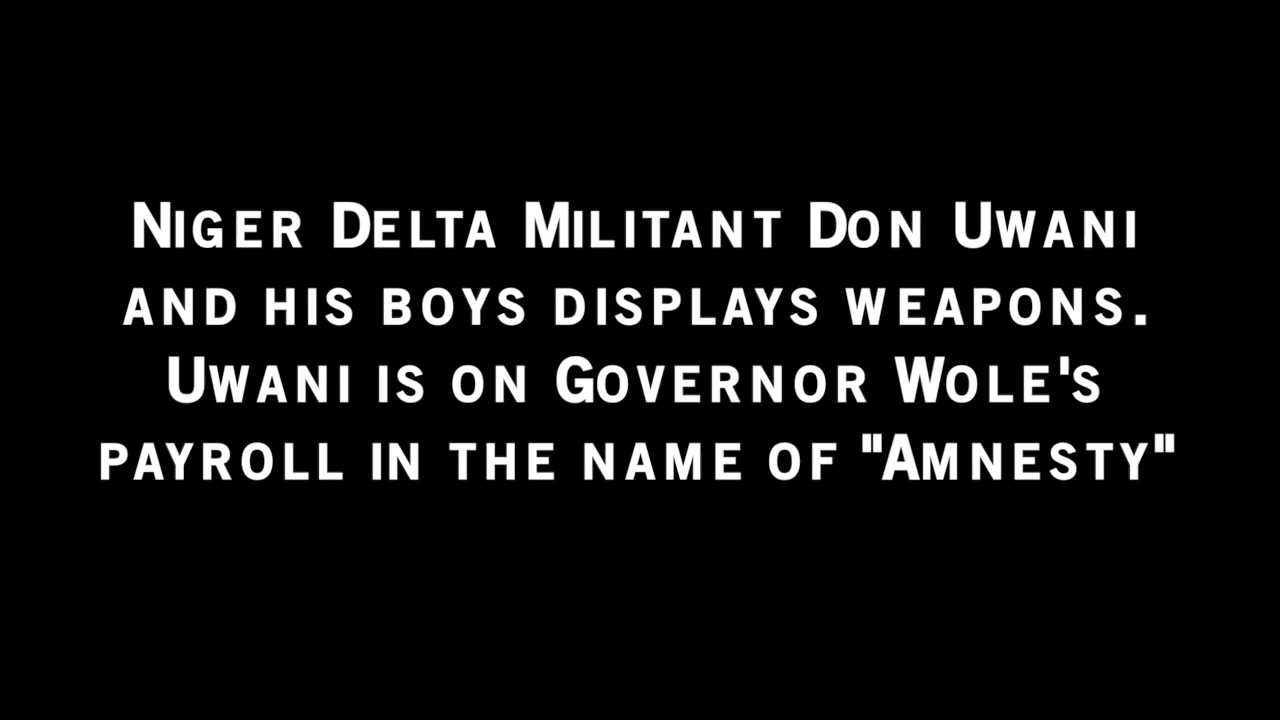 Niger Delta Militant Don Uwani
and his boys displays weapons.
Uwani is on Governor Wole's
payroll in the name of "Amnesty"